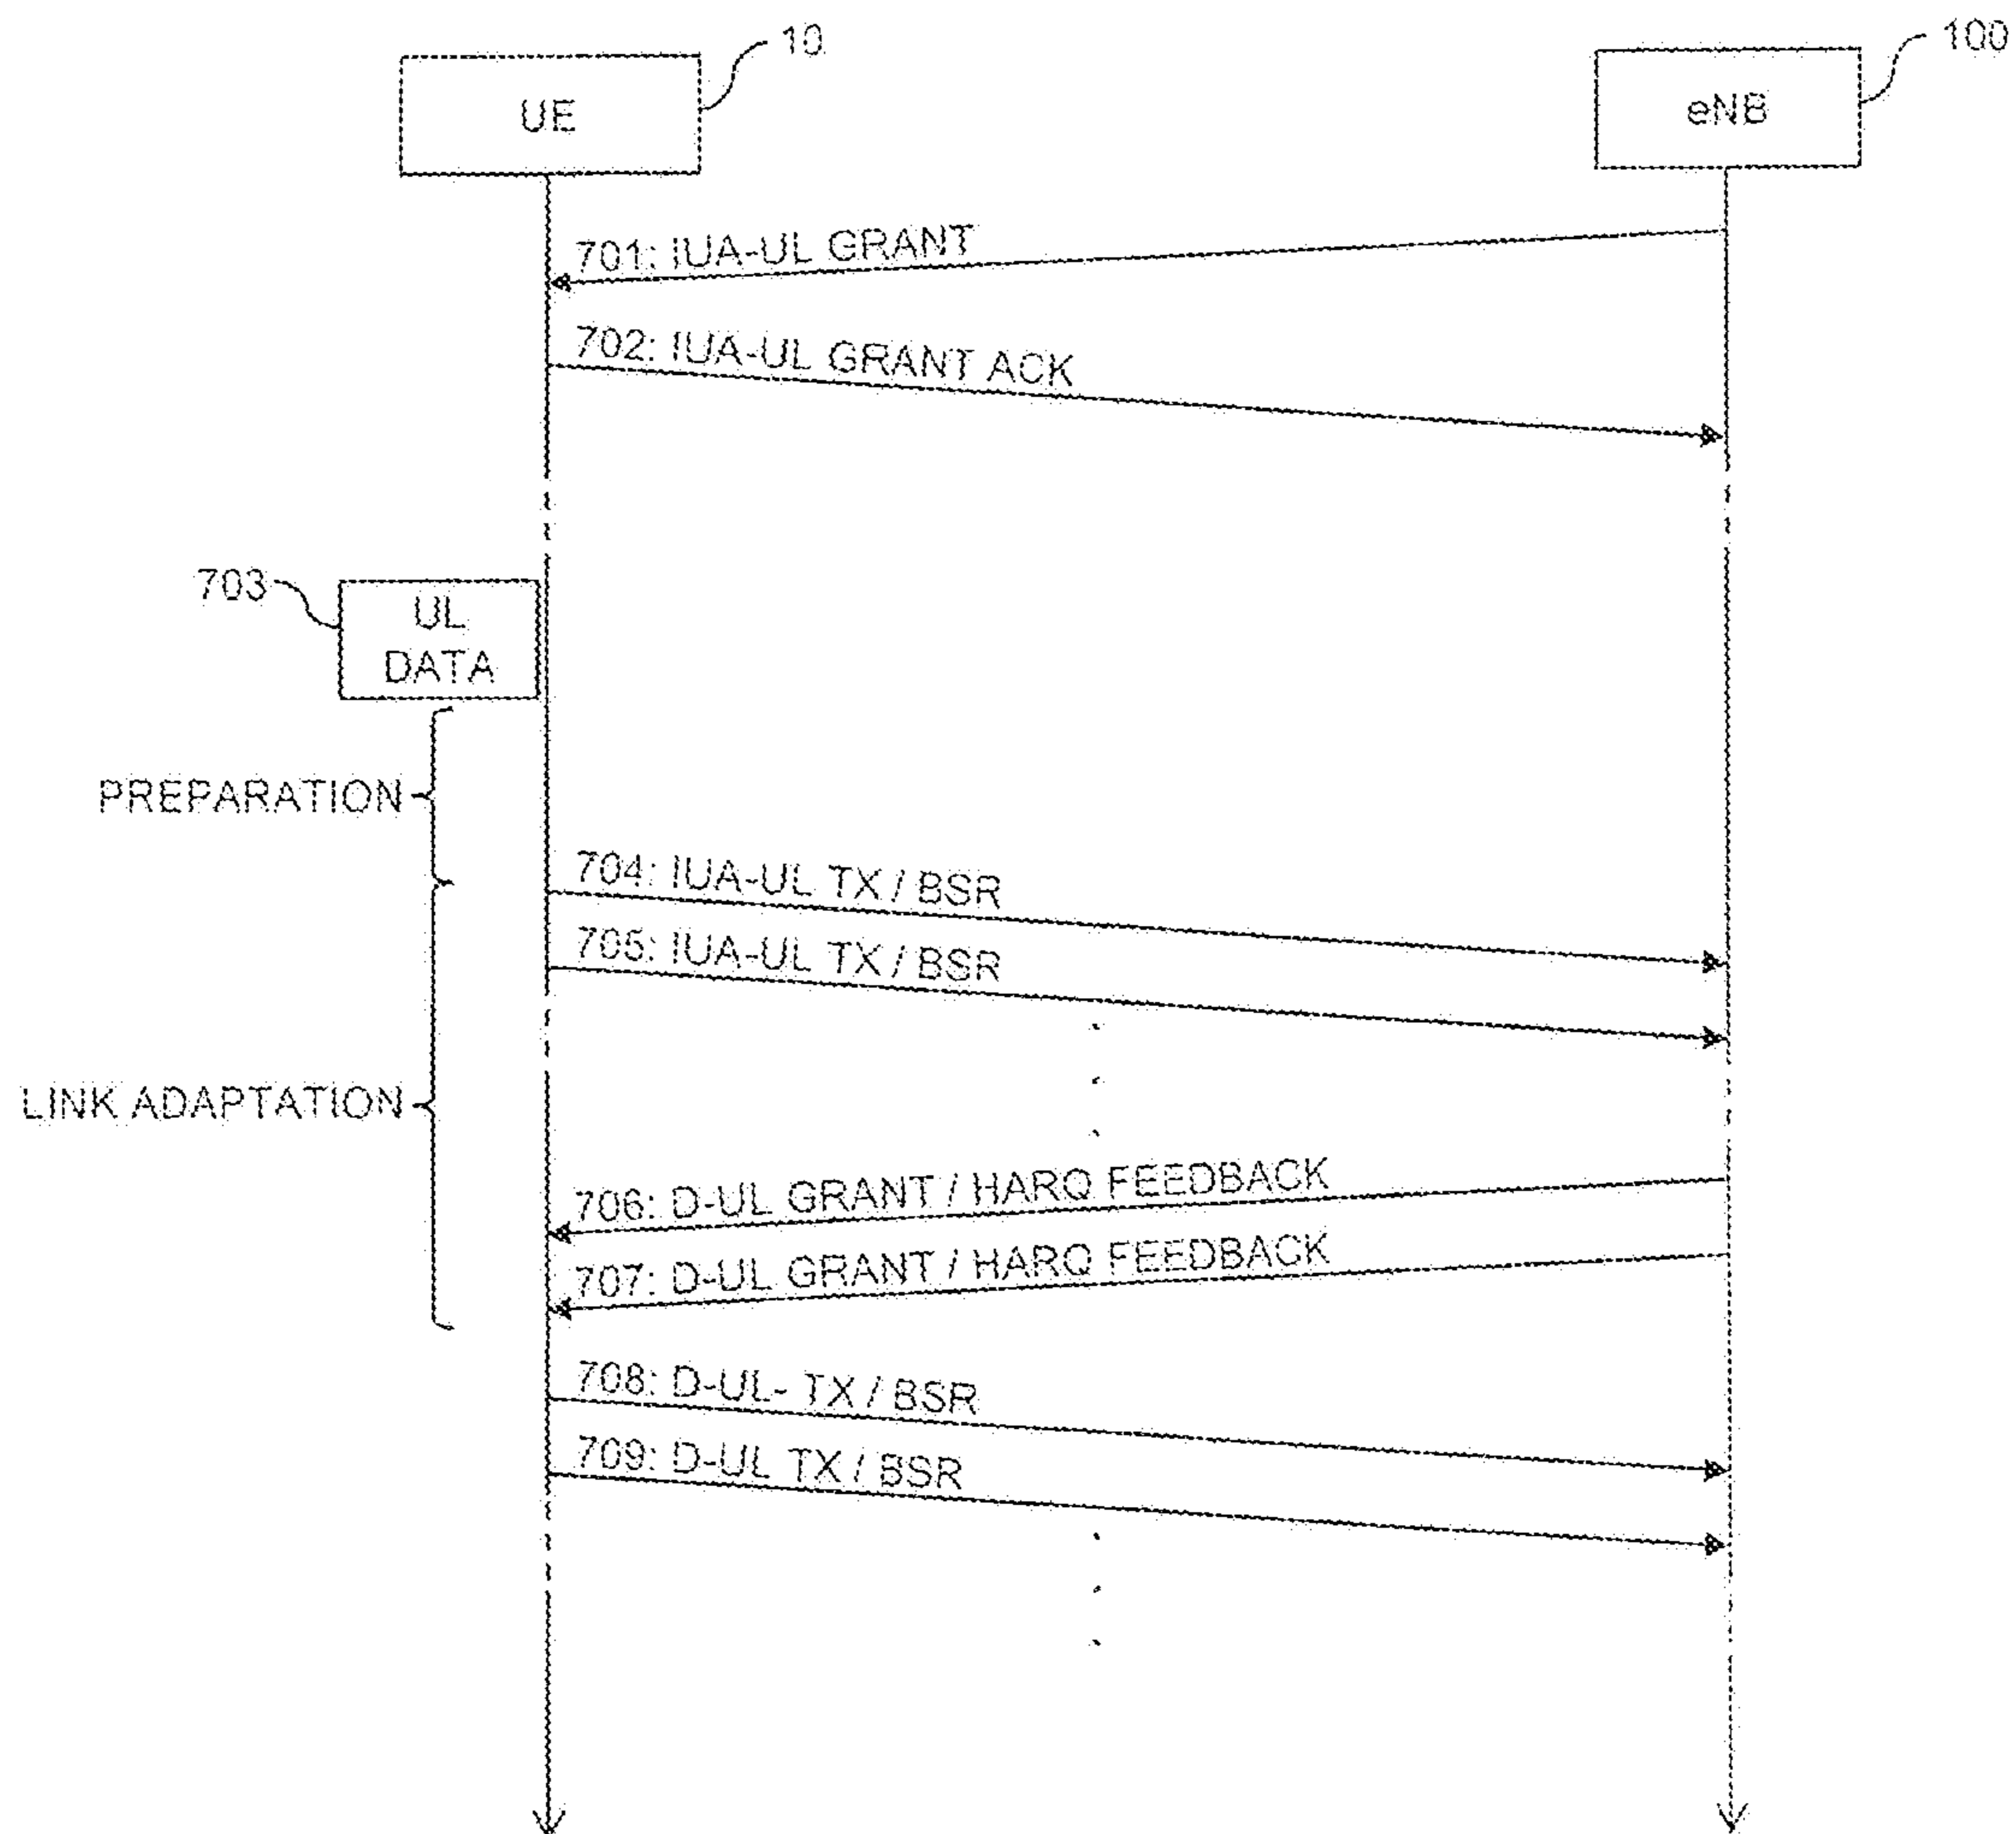 10
100
UE
eNB
701: IUA-UL GRANT
702: IUA-UL GRANT ACK
703
UL
DATA
PREPARATION
704: IUA-UL TX / BSR
705: IUA-UL TX / BSR
LINK ADAPTATION
706: D-UL GRANT / HARQ FEEDBACK
707: D-UL GRANT / HARQ FEEDBACK
708: D-UL- TX / BSR
709: D-UL TX / BSR